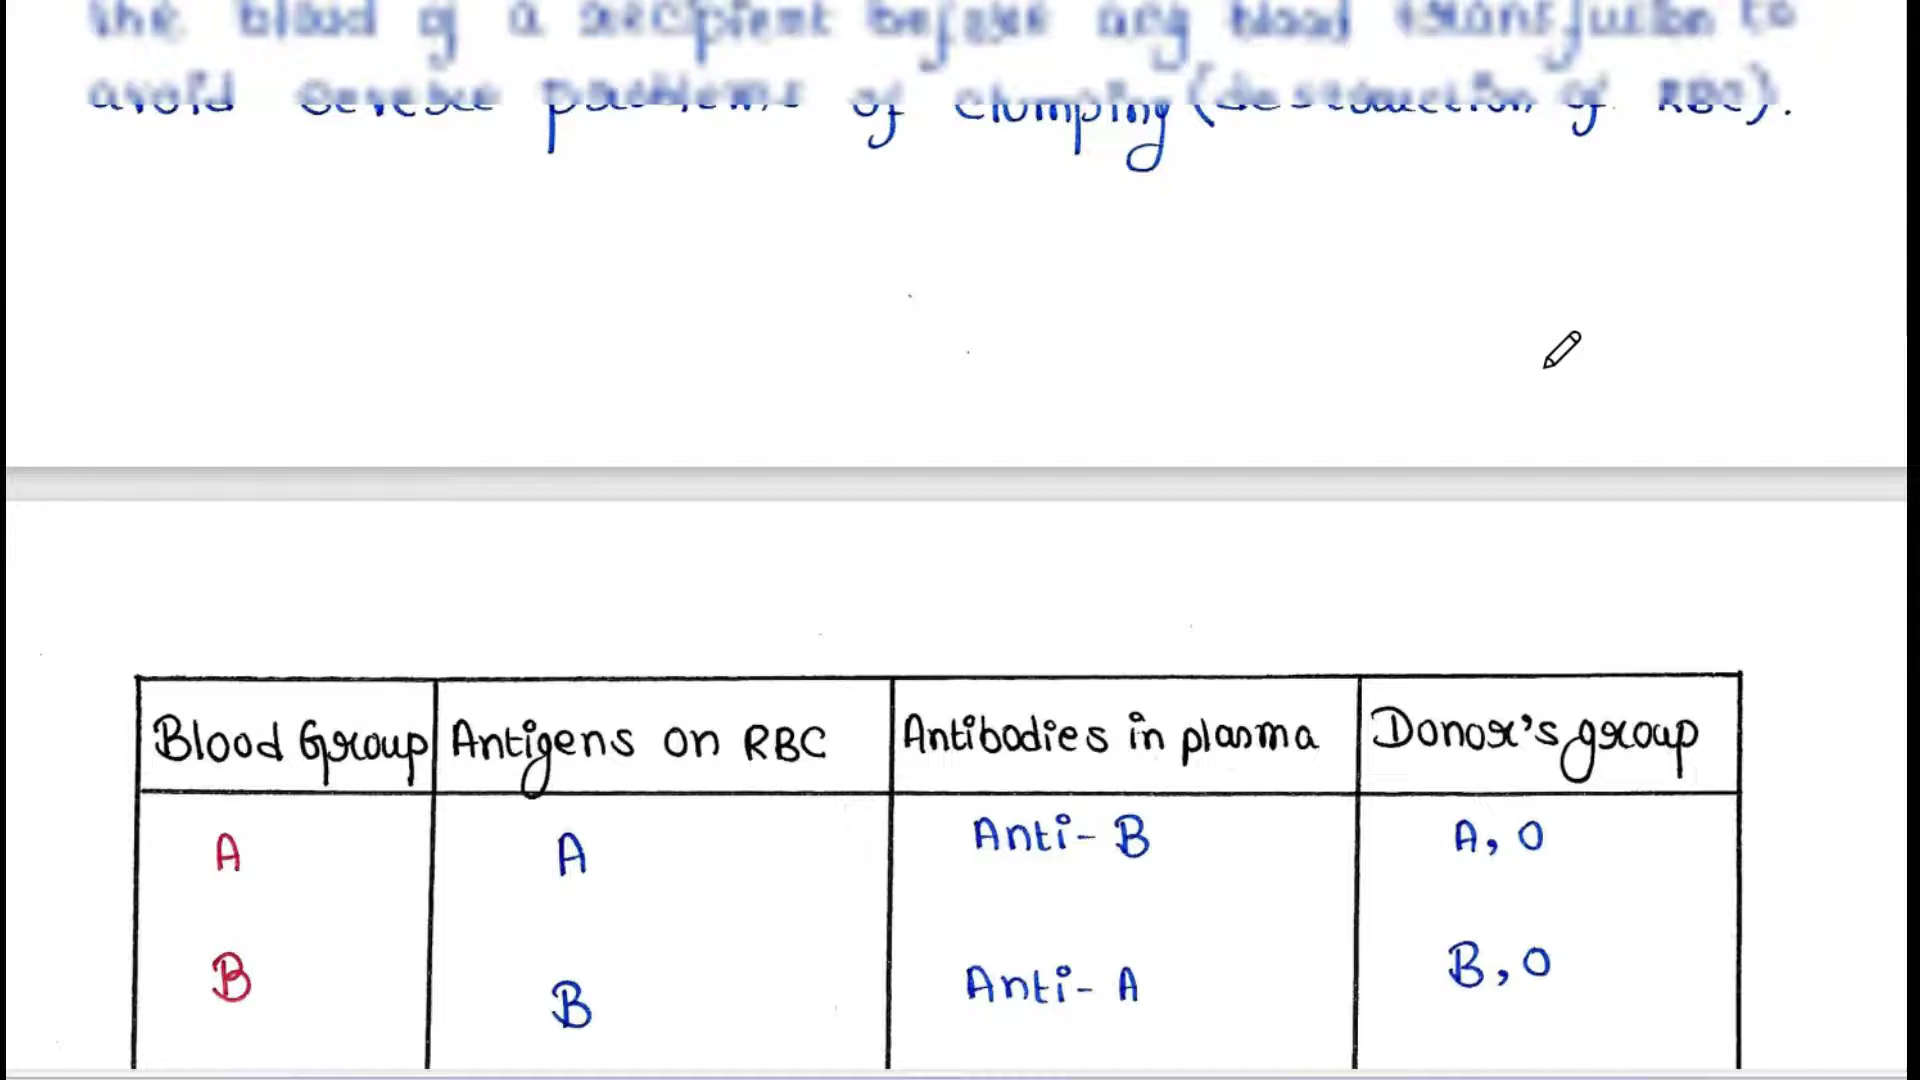 the blood of a recipient before any blood transfusion to
avoid severe problems of clumping (destruction of RBC).
Blood Group Antigens on RBC Antibodies in plasma Donor's group
A A Anti-B A, O
B B Anti-A B, O